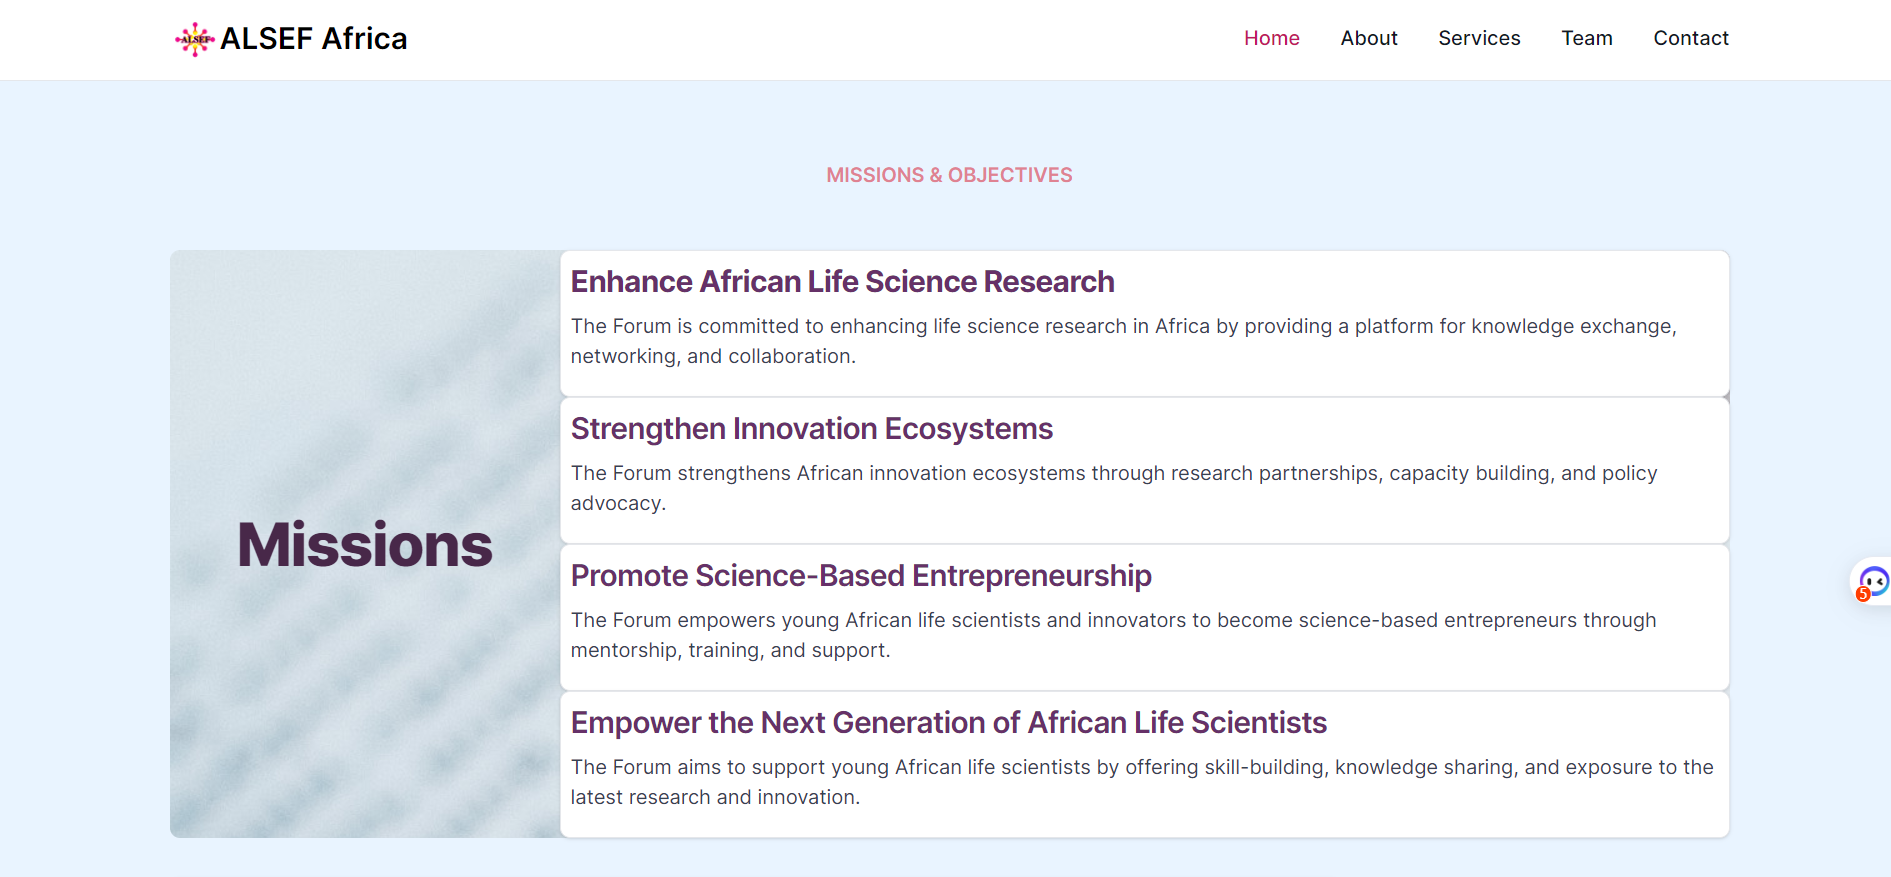 ALSEF
ALSEF Africa
Home
About
Services
Team
Contact
MISSIONS & OBJECTIVES
Missions
Enhance African Life Science Research
The Forum is committed to enhancing life science research in Africa by providing a platform for knowledge exchange,
networking, and collaboration.
Strengthen Innovation Ecosystems
The Forum strengthens African innovation ecosystems through research partnerships, capacity building, and policy
advocacy.
Promote Science-Based Entrepreneurship
The Forum empowers young African life scientists and innovators to become science-based entrepreneurs through
mentorship, training, and support.
Empower the Next Generation of African Life Scientists
The Forum aims to support young African life scientists by offering skill-building, knowledge sharing, and exposure to the
latest research and innovation.
5